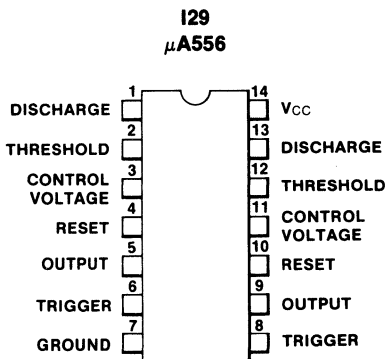 I29
μA556
1
14
DISCHARGE
VCC
2
13
THRESHOLD
DISCHARGE
3
12
CONTROL
VOLTAGE
THRESHOLD
4
11
RESET
CONTROL
VOLTAGE
5
10
OUTPUT
RESET
6
9
TRIGGER
OUTPUT
7
8
GROUND
TRIGGER